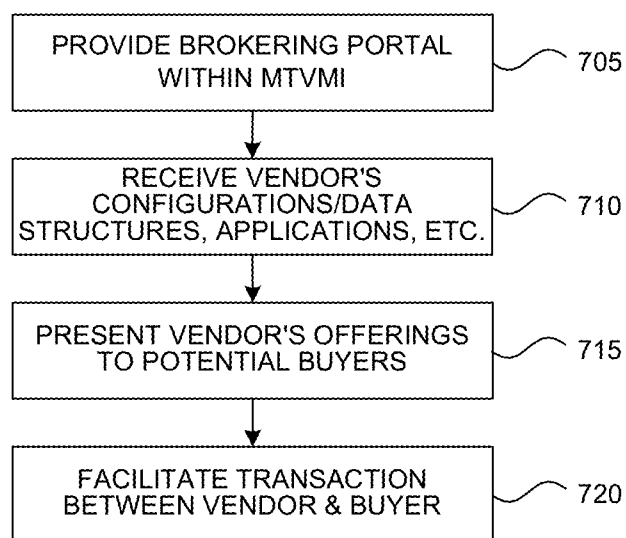 PROVIDE BROKERING PORTAL
WITHIN MTVMI
705
RECEIVE VENDOR'S
CONFIGURATIONS/DATA
STRUCTURES, APPLICATIONS, ETC.
710
PRESENT VENDOR'S OFFERINGS
TO POTENTIAL BUYERS
715
FACILITATE TRANSACTION
BETWEEN VENDOR & BUYER
720